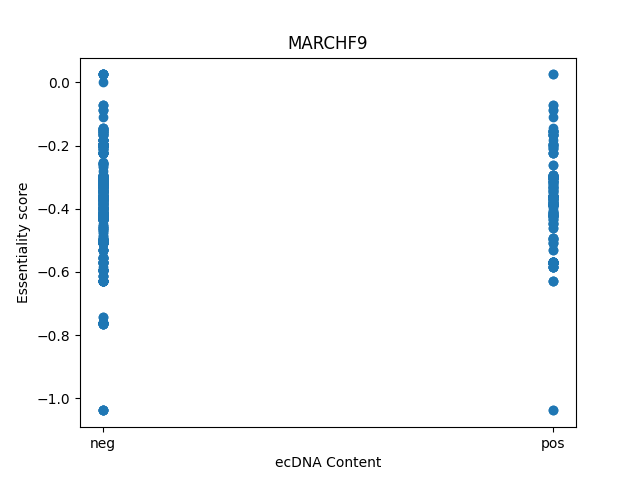 MARCHF9
Essentiality score
0.0
−0.2
−0.4
−0.6
−0.8
−1.0
neg
pos
ecDNA Content